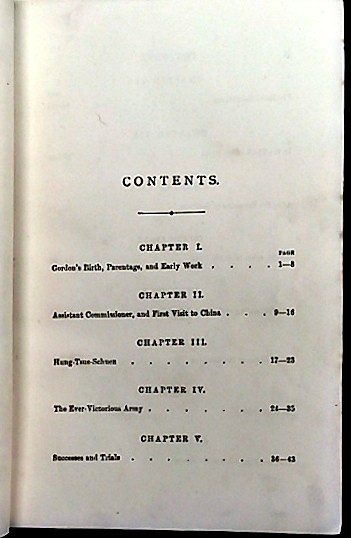 CONTENTS.
CHAPTER I.
PAGE
Gordon's Birth, Parentage, and Early Work . . . . 1—8
CHAPTER II.
Assistant Commissioner, and First Visit to China . . . 9—16
CHAPTER III.
Hung-Tsue-Schuen . . . . . . . . 17—23
CHAPTER IV.
The Ever-Victorious Army . . . . . . . 24—35
CHAPTER V.
Successes and Trials . . . . . . . . 36—43